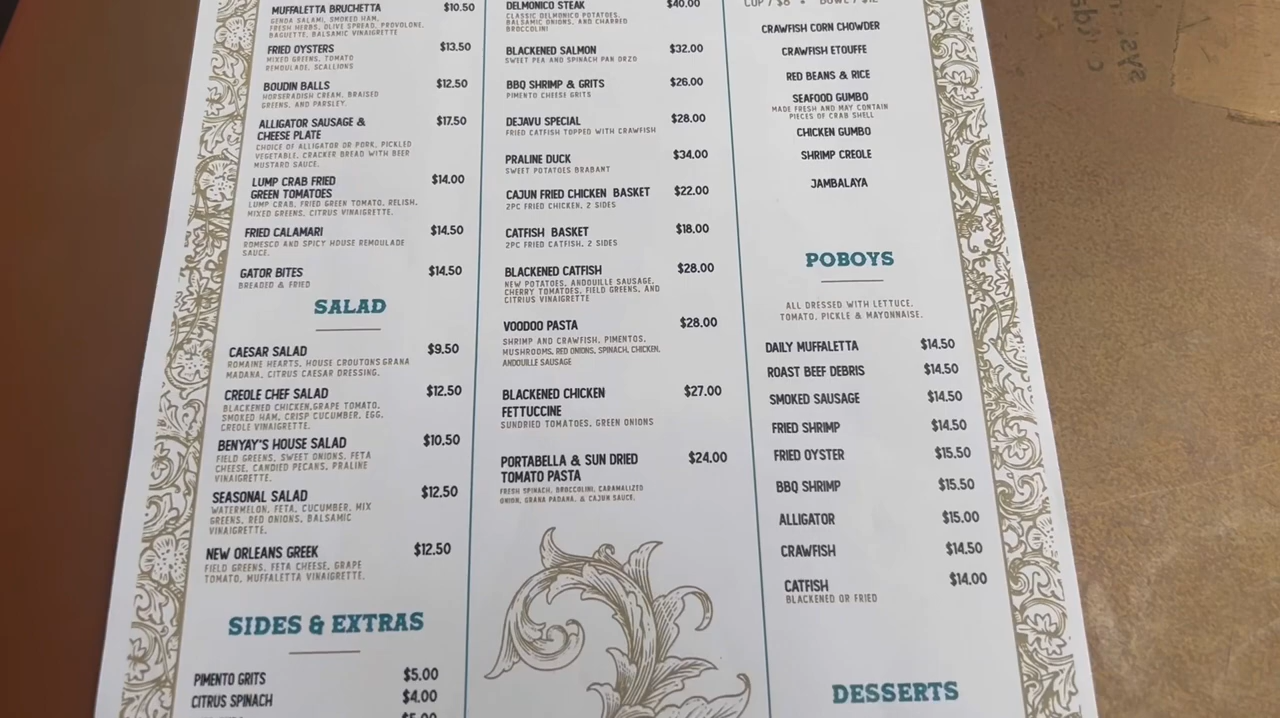 MUFFALETTA BRUCHETTA $10.50
GENOA SALAMI, SMOKED HAM,
FRESH HERBS, OLIVE SPREAD, PROVOLONE,
BAGUETTE, BALSAMIC VINAIGRETTE
FRIED OYSTERS $13.50
MIXED GREENS, TOMATO
REMOULADE, SCALLIONS
BOUDIN BALLS $12.50
HORSERADISH CREAM, BRAISED
GREENS, AND PARSLEY.
ALLIGATOR SAUSAGE & $17.50
CHEESE PLATE
CHOICE OF ALLIGATOR OR PORK, PICKLED
VEGETABLE, CRACKER BREAD WITH BEER
MUSTARD SAUCE.
LUMP CRAB FRIED $14.00
GREEN TOMATOES
LUMP CRAB, FRIED GREEN TOMATO, RELISH,
MIXED GREENS, CITRUS VINAIGRETTE.
FRIED CALAMARI $14.50
ROMESCO AND SPICY HOUSE REMOULADE
SAUCE.
GATOR BITES $14.50
BREADED & FRIED
SALAD
CAESAR SALAD $9.50
ROMAINE HEARTS, HOUSE CROUTONS GRANA
MADANA, CITRUS CAESAR DRESSING.
CREOLE CHEF SALAD $12.50
BLACKENED CHICKEN,GRAPE TOMATO,
SMOKED HAM, CRISP CUCUMBER, EGG,
CREOLE VINAIGRETTE.
BENYAY'S HOUSE SALAD $10.50
FIELD GREENS, SWEET ONIONS, FETA
CHEESE, CANDIED PECANS, PRALINE
VINAIGRETTE.
SEASONAL SALAD $12.50
WATERMELON, FETA, CUCUMBER, MIX
GREENS, RED ONIONS, BALSAMIC
VINAIGRETTE.
NEW ORLEANS GREEK $12.50
FIELD GREENS, FETA CHEESE, GRAPE
TOMATO, MUFFALETTA VINAIGRETTE.
SIDES & EXTRAS
PIMENTO GRITS $5.00
CITRUS SPINACH $4.00
$5.00
DELMONICO STEAK $40.00
CLASSIC DELMONICO POTATOES,
BALSAMIC ONIONS, AND CHARRED
BROCCOLINI
BLACKENED SALMON $32.00
SWEET PEA AND SPINACH PAN ORZO
BBQ SHRIMP & GRITS $26.00
PIMENTO CHEESE GRITS
DEJAVU SPECIAL $28.00
FRIED CATFISH TOPPED WITH CRAWFISH
PRALINE DUCK $34.00
SWEET POTATOES BRABANT
CAJUN FRIED CHICKEN BASKET $22.00
2PC FRIED CHICKEN, 2 SIDES
CATFISH BASKET $18.00
2PC FRIED CATFISH, 2 SIDES
BLACKENED CATFISH $28.00
NEW POTATOES, ANDOUILLE SAUSAGE,
CHERRY TOMATOES, FIELD GREENS, AND
CITRIUS VINAIGRETTE
VOODOO PASTA $28.00
SHRIMP AND CRAWFISH, PIMENTOS,
MUSHROOMS, RED ONIONS, SPINACH, CHICKEN,
ANDOUILLE SAUSAGE
BLACKENED CHICKEN $27.00
FETTUCCINE
SUNDRIED TOMATOES, GREEN ONIONS
PORTABELLA & SUN DRIED $24.00
TOMATO PASTA
FRESH SPINACH, BROCCOLINI, CARAMALIZED
ONION, GRANA PADANA, & CAJUN SAUCE.
CUP / $8 • BOWL / $12
CRAWFISH CORN CHOWDER
CRAWFISH ETOUFFE
RED BEANS & RICE
SEAFOOD GUMBO
MADE FRESH AND MAY CONTAIN
PIECES OF CRAB SHELL
CHICKEN GUMBO
SHRIMP CREOLE
JAMBALAYA
POBOYS
ALL DRESSED WITH LETTUCE,
TOMATO, PICKLE & MAYONNAISE.
DAILY MUFFALETTA $14.50
ROAST BEEF DEBRIS $14.50
SMOKED SAUSAGE $14.50
FRIED SHRIMP $14.50
FRIED OYSTER $15.50
BBQ SHRIMP $15.50
ALLIGATOR $15.00
CRAWFISH $14.50
CATFISH $14.00
BLACKENED OR FRIED
DESSERTS